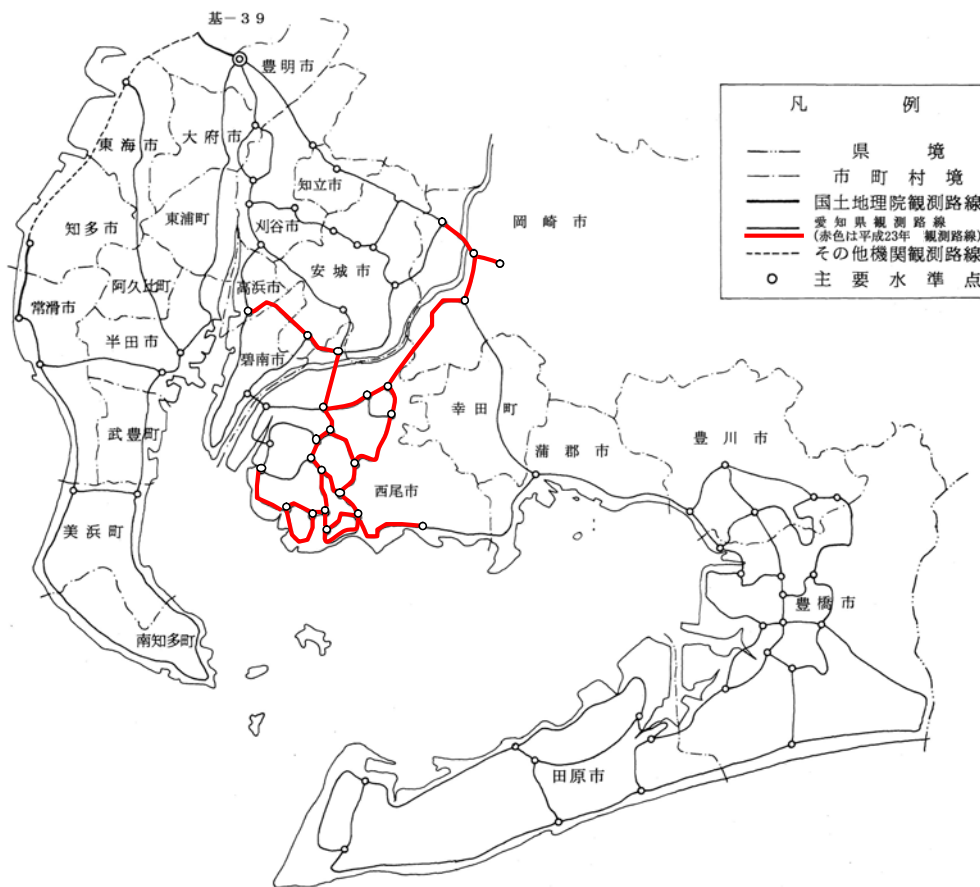 基－39
豊明市
大府市
東海市
知立市
岡崎市
東浦町
刈谷市
知多市
安城市
阿久比町
高浜市
常滑市
半田市
碧南市
幸田町
豊川市
武豊町
蒲郡市
西尾市
美浜町
豊橋市
南知多町
田原市
凡 例
県境
市町村境
国土地理院観測路線
愛知県観測路線
(赤色は平成23年 観測路線)
その他機関観測路線
主要水準点